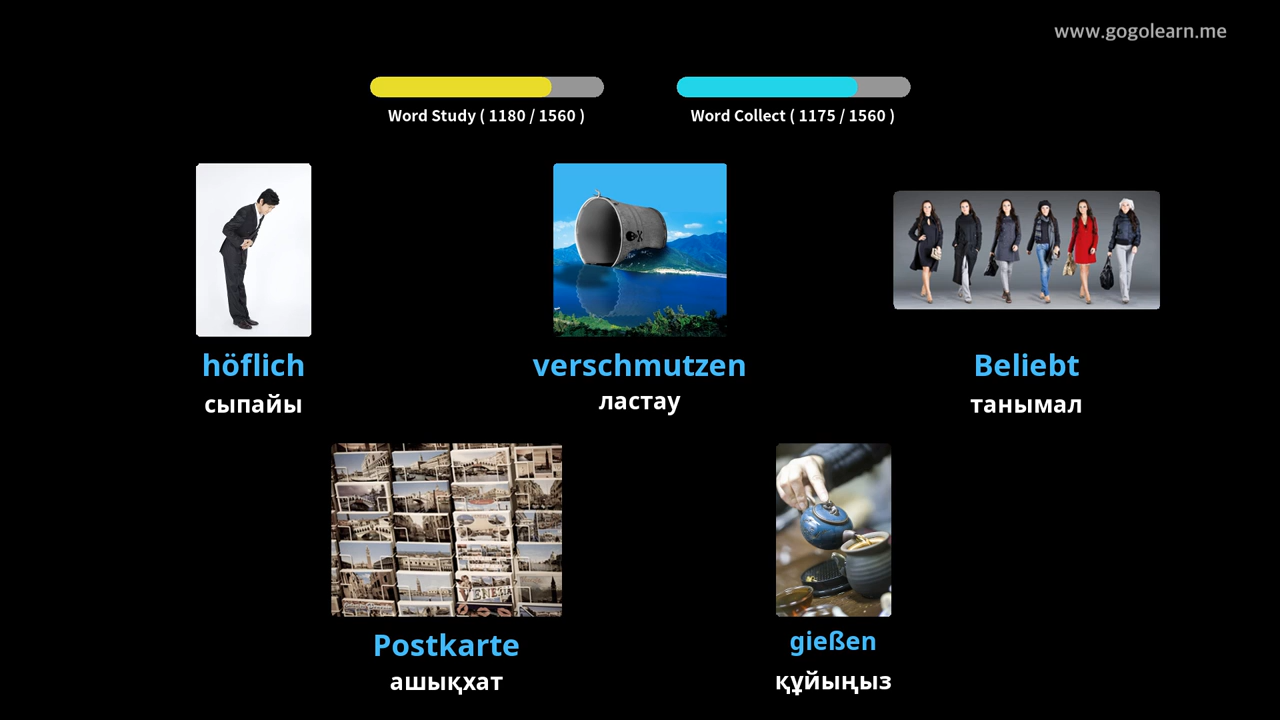 www.gogolearn.me
Word Study ( 1180 / 1560 )
Word Collect ( 1175 / 1560 )
höflich
сыпайы
verschmutzen
ластау
Beliebt
танымал
Postkarte
ашықхат
gießen
құйыңыз